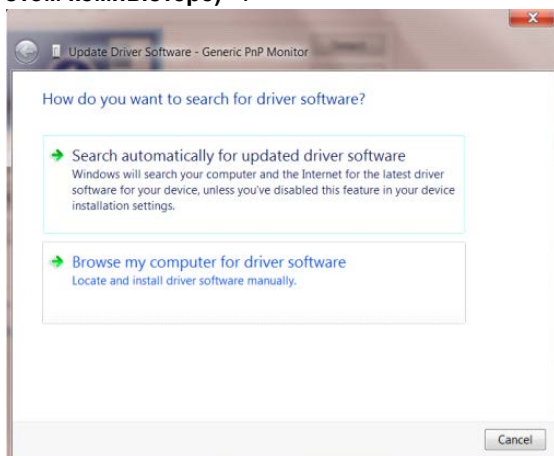 Update Driver Software - Generic PnP Monitor
How do you want to search for driver software?
Search automatically for updated driver software
Windows will search your computer and the Internet for the latest driver
software for your device, unless you've disabled this feature in your device
installation settings.
Browse my computer for driver software
Locate and install driver software manually.
Cancel